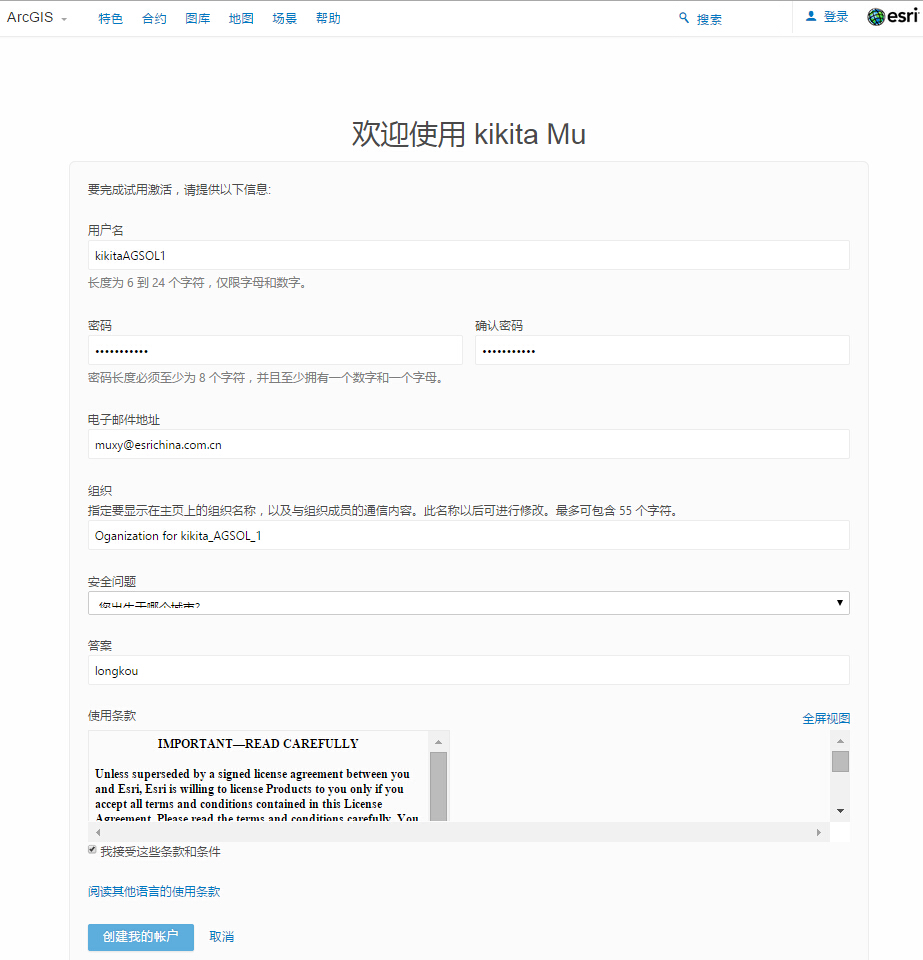 ArcGIS 特色 合约 图库 地图 场景 帮助 搜索 登录 esri
欢迎使用 kikita Mu
要完成试用激活，请提供以下信息:
用户名
kikitaAGSOL1
长度为 6 到 24 个字符，仅限字母和数字。
密码 确认密码
••••••••••• •••••••••••
密码长度必须至少为 8 个字符，并且至少拥有一个数字和一个字母。
电子邮件地址
muxy@esrichina.com.cn
组织
指定要显示在主页上的组织名称，以及与组织成员的通信内容。此名称以后可进行修改。最多可包含 55 个字符。
Oganization for kikita_AGSOL_1
安全问题
您出生于哪个城市?
答案
longkou
使用条款 全屏视图
IMPORTANT—READ CAREFULLY
Unless superseded by a signed license agreement between you
and Esri, Esri is willing to license Products to you only if you
accept all terms and conditions contained in this License
Agreement. Please read the terms and conditions carefully. You
我接受这些条款和条件
阅读其他语言的使用条款
创建我的帐户 取消